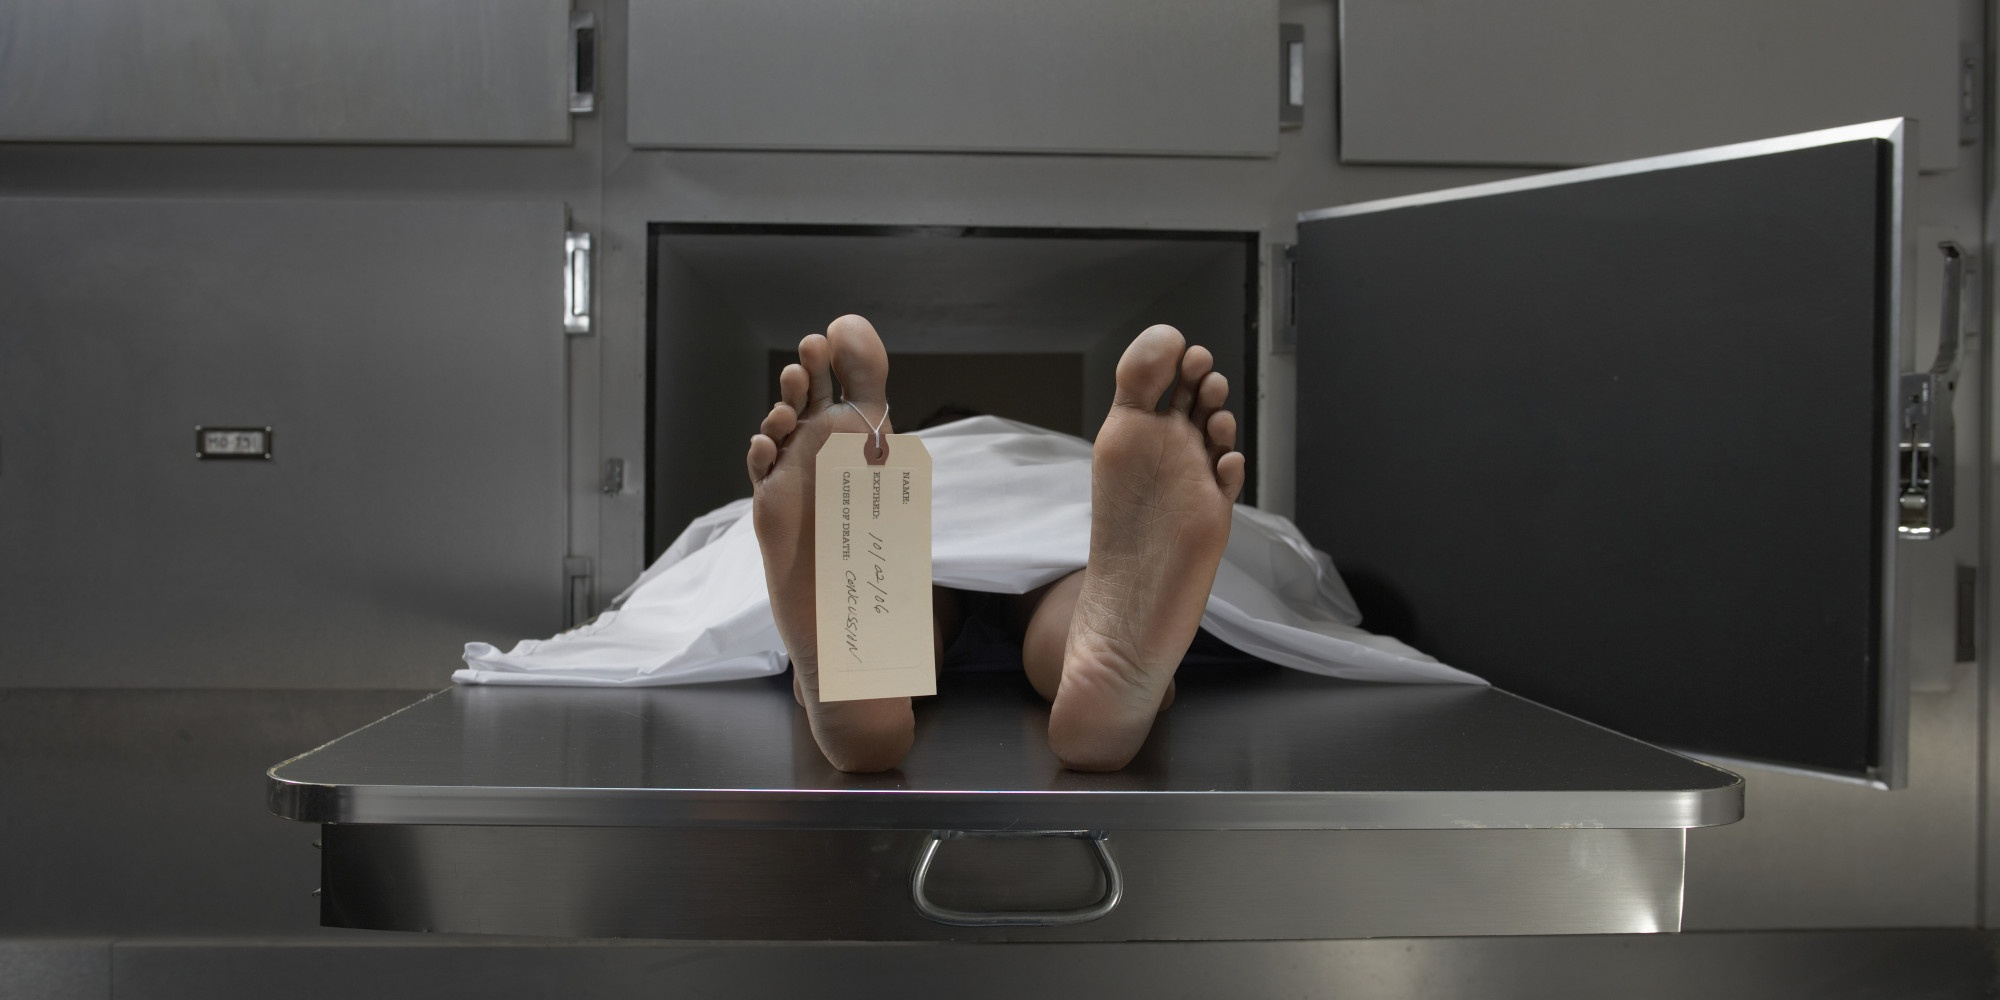 NAME:
EXPIRED: 10/02/06
CAUSE OF DEATH: CONCUSSION